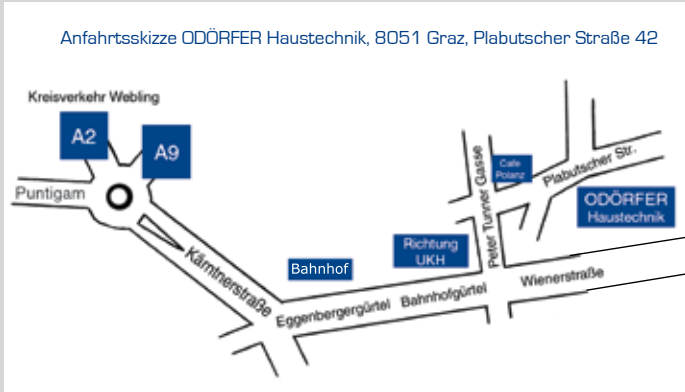 Anfahrtsskizze ODÖRFER Haustechnik, 8051 Graz, Plabutscher Straße 42
Kreisverkehr Webling
A2
A9
Puntigam
Kärntnerstraße
Bahnhof
Eggenbergergürtel
Bahnhofgürtel
Richtung
UKH
Peter Tunner Gasse
Cafe
Polanz
Plabutscher Str.
ODÖRFER
Haustechnik
Wienerstraße